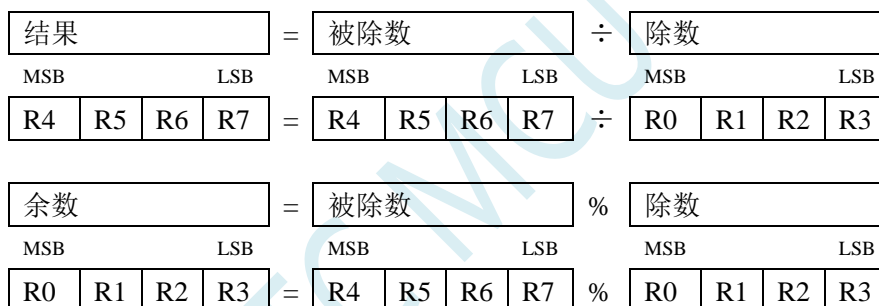 结果 = 被除数 ÷ 除数
MSB LSB MSB LSB MSB LSB
R4 R5 R6 R7 = R4 R5 R6 R7 ÷ R0 R1 R2 R3
余数 = 被除数 % 除数
MSB LSB MSB LSB MSB LSB
R0 R1 R2 R3 = R4 R5 R6 R7 % R0 R1 R2 R3
MCU